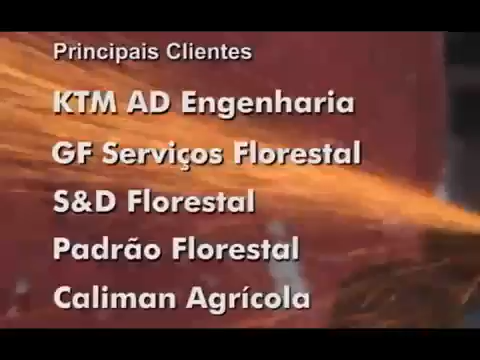 Principais Clientes
KTM AD Engenharia
GF Serviços Florestal
S&D Florestal
Padrão Florestal
Caliman Agrícola